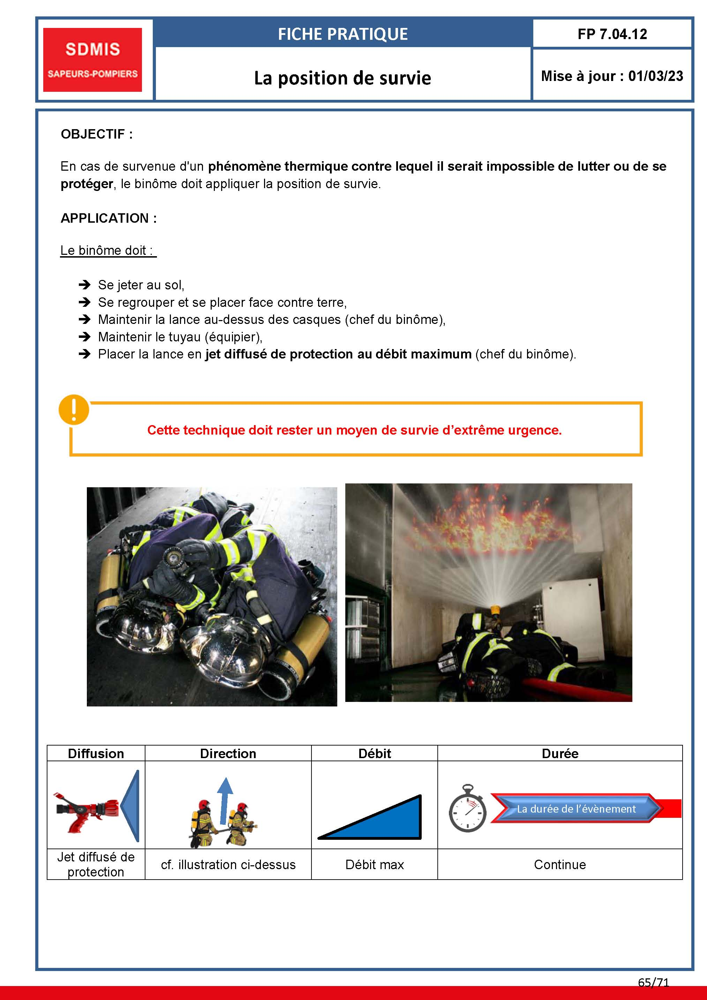 SDMIS
SAPEURS-POMPIERS
FICHE PRATIQUE
La position de survie
FP 7.04.12
Mise à jour : 01/03/23
OBJECTIF :
En cas de survenue d'un phénomène thermique contre lequel il serait impossible de lutter ou de se
protéger, le binôme doit appliquer la position de survie.
APPLICATION :
Le binôme doit :
➔ Se jeter au sol,
➔ Se regrouper et se placer face contre terre,
➔ Maintenir la lance au-dessus des casques (chef du binôme),
➔ Maintenir le tuyau (équipier),
➔ Placer la lance en jet diffusé de protection au débit maximum (chef du binôme).
!
Cette technique doit rester un moyen de survie d’extrême urgence.
Diffusion Direction Débit Durée
La durée de l’évènement
Jet diffusé de
protection
cf. illustration ci-dessus
Débit max
Continue
65/71